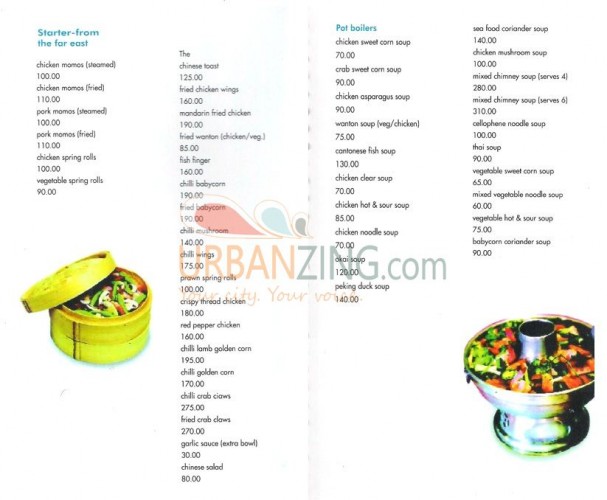 Starter-from
the far east
chicken momos (steamed)
100.00
chicken momos (fried)
110.00
pork momos (steamed)
100.00
pork momos (fried)
110.00
chicken spring rolls
100.00
vegetable spring rolls
90.00
The
chinese toast
125.00
fried chicken wings
160.00
mandarin fried chicken
190.00
fried wanton (chicken/veg.)
85.00
fish finger
160.00
chilli babycorn
190.00
fried babycorn
190.00
chilli mushroom
140.00
chilli wings
175.00
prawn spring rolls
100.00
crispy thread chicken
180.00
red pepper chicken
160.00
chilli lamb golden corn
195.00
chilli golden corn
170.00
chilli crab ciaws
275.00
fried crab claws
270.00
garlic sauce (extra bowl)
30.00
chinese salad
80.00
Pot boilers
chicken sweet corn soup
70.00
crab sweet corn soup
90.00
chicken asparagus soup
90.00
wanton soup (veg/chicken)
75.00
cantonese fish soup
130.00
chicken clear soup
70.00
chicken hot & sour soup
85.00
chicken noodle soup
70.00
okai soup
120.00
peking duck soup
140.00
sea food coriander soup
140.00
chicken mushroom soup
100.00
mixed chimney soup (serves 4)
280.00
mixed chimney soup (serves 6)
310.00
cellophene noodle soup
100.00
thai soup
90.00
vegetable sweet corn soup
65.00
mixed vegetable noodle soup
60.00
vegetable hot & sour soup
75.00
babycorn coriander soup
90.00
URBANZING.com
Your city. Your voice.